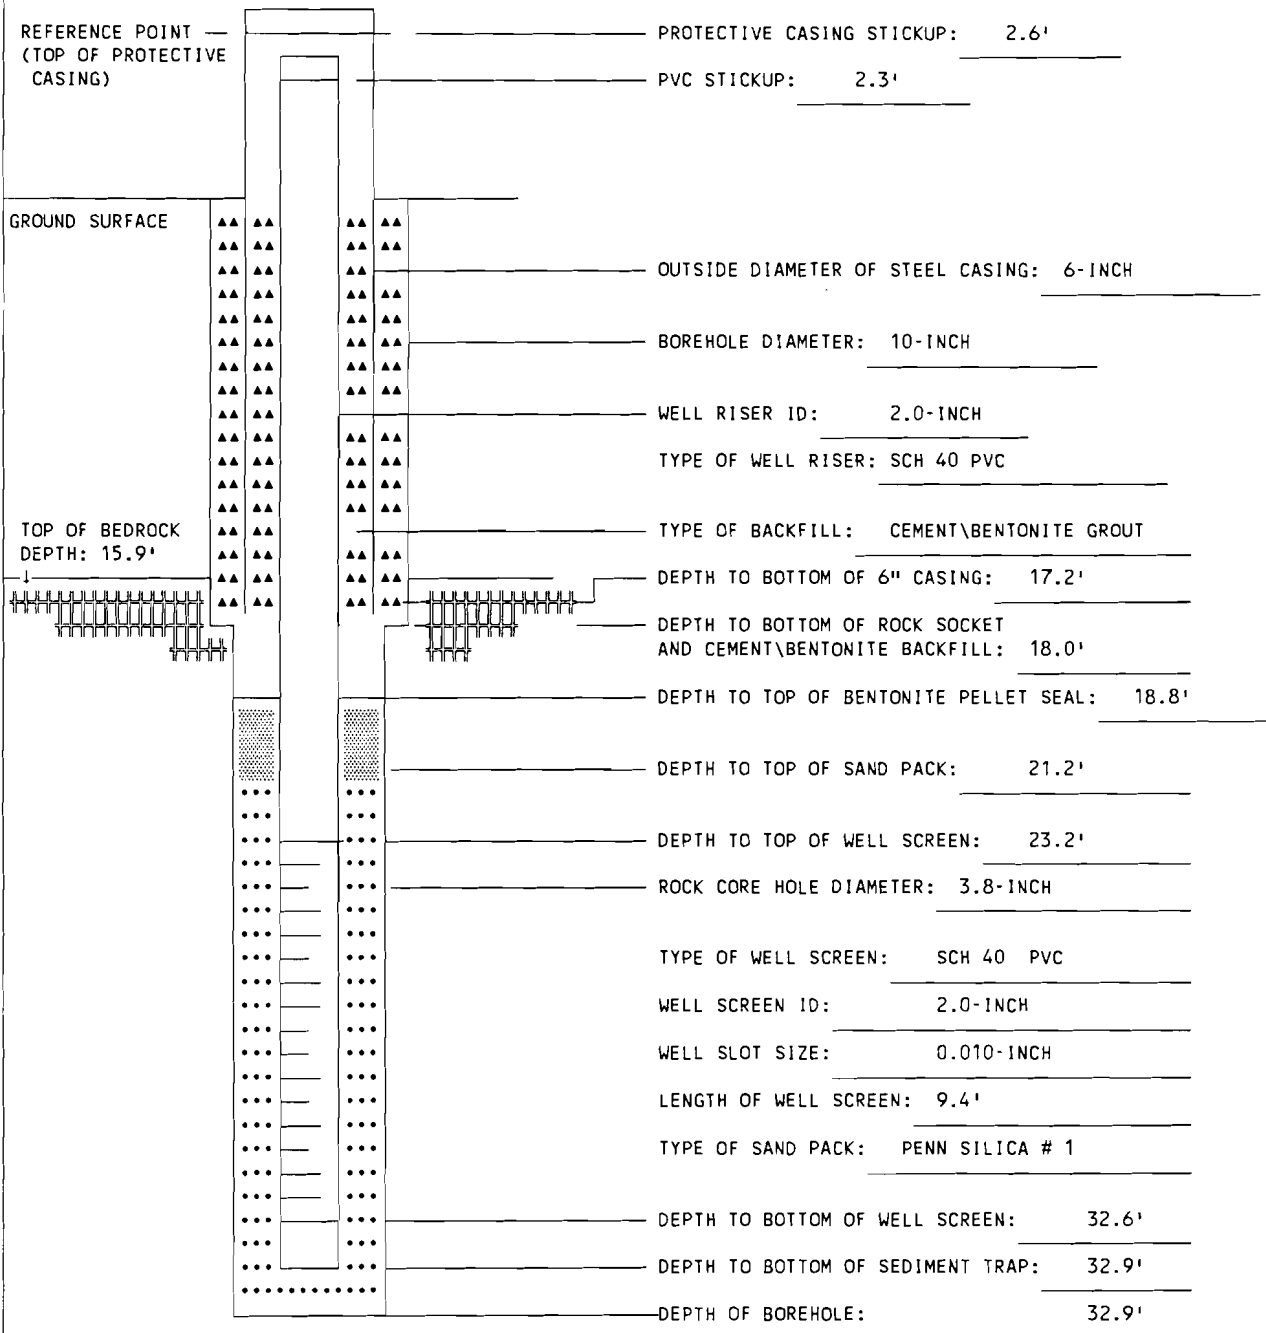 REFERENCE POINT
(TOP OF PROTECTIVE
CASING)
PROTECTIVE CASING STICKUP: 2.6'
PVC STICKUP: 2.3'
GROUND SURFACE
OUTSIDE DIAMETER OF STEEL CASING: 6-INCH
BOREHOLE DIAMETER: 10-INCH
WELL RISER ID: 2.0-INCH
TYPE OF WELL RISER: SCH 40 PVC
TOP OF BEDROCK
DEPTH: 15.9'
TYPE OF BACKFILL: CEMENT\BENTONITE GROUT
DEPTH TO BOTTOM OF 6" CASING: 17.2'
DEPTH TO BOTTOM OF ROCK SOCKET
AND CEMENT\BENTONITE BACKFILL: 18.0'
DEPTH TO TOP OF BENTONITE PELLET SEAL: 18.8'
DEPTH TO TOP OF SAND PACK: 21.2'
DEPTH TO TOP OF WELL SCREEN: 23.2'
ROCK CORE HOLE DIAMETER: 3.8-INCH
TYPE OF WELL SCREEN: SCH 40 PVC
WELL SCREEN ID: 2.0-INCH
WELL SLOT SIZE: 0.010-INCH
LENGTH OF WELL SCREEN: 9.4'
TYPE OF SAND PACK: PENN SILICA # 1
DEPTH TO BOTTOM OF WELL SCREEN: 32.6'
DEPTH TO BOTTOM OF SEDIMENT TRAP: 32.9'
DEPTH OF BOREHOLE: 32.9'